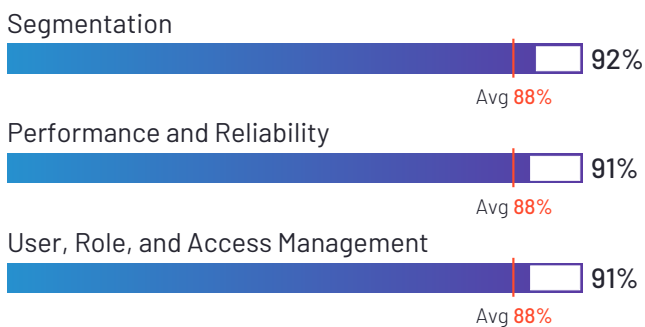 Segmentation
92%
Avg 88%
Performance and Reliability
91%
Avg 88%
User, Role, and Access Management
91%
Avg 88%